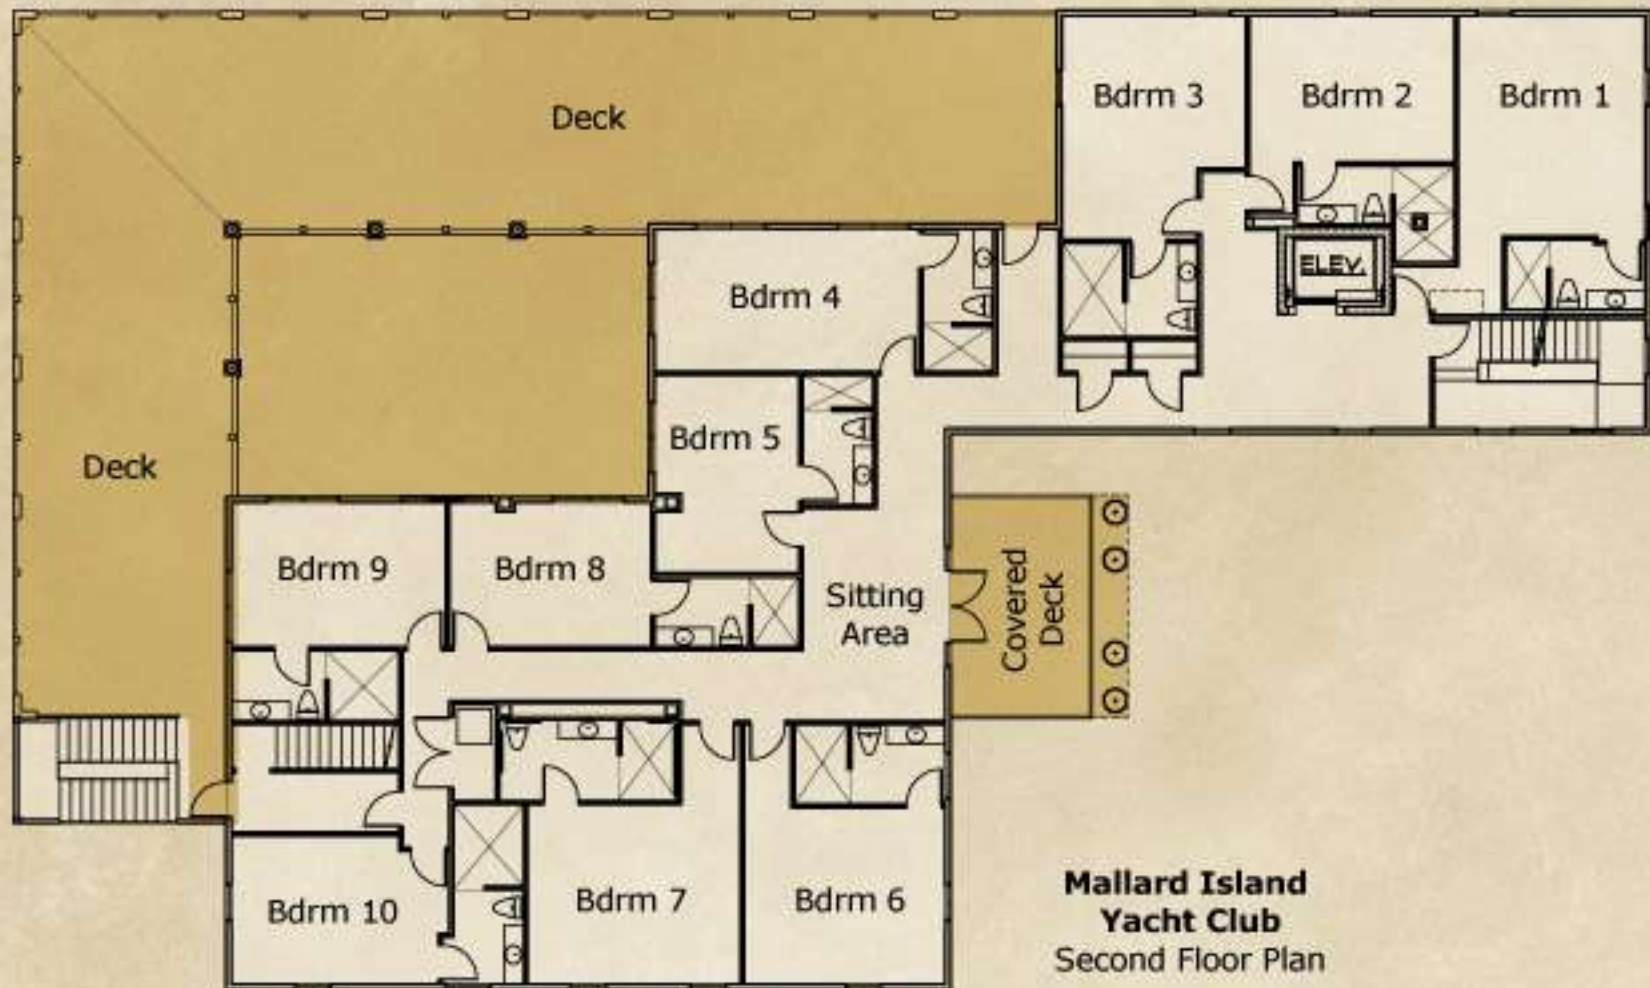 Deck
Bdrm 3
Bdrm 2
Bdrm 1
ELEV.
Bdrm 4
Bdrm 5
Deck
Bdrm 9
Bdrm 8
Sitting
Area
Covered
Deck
Bdrm 10
Bdrm 7
Bdrm 6
Mallard Island
Yacht Club
Second Floor Plan